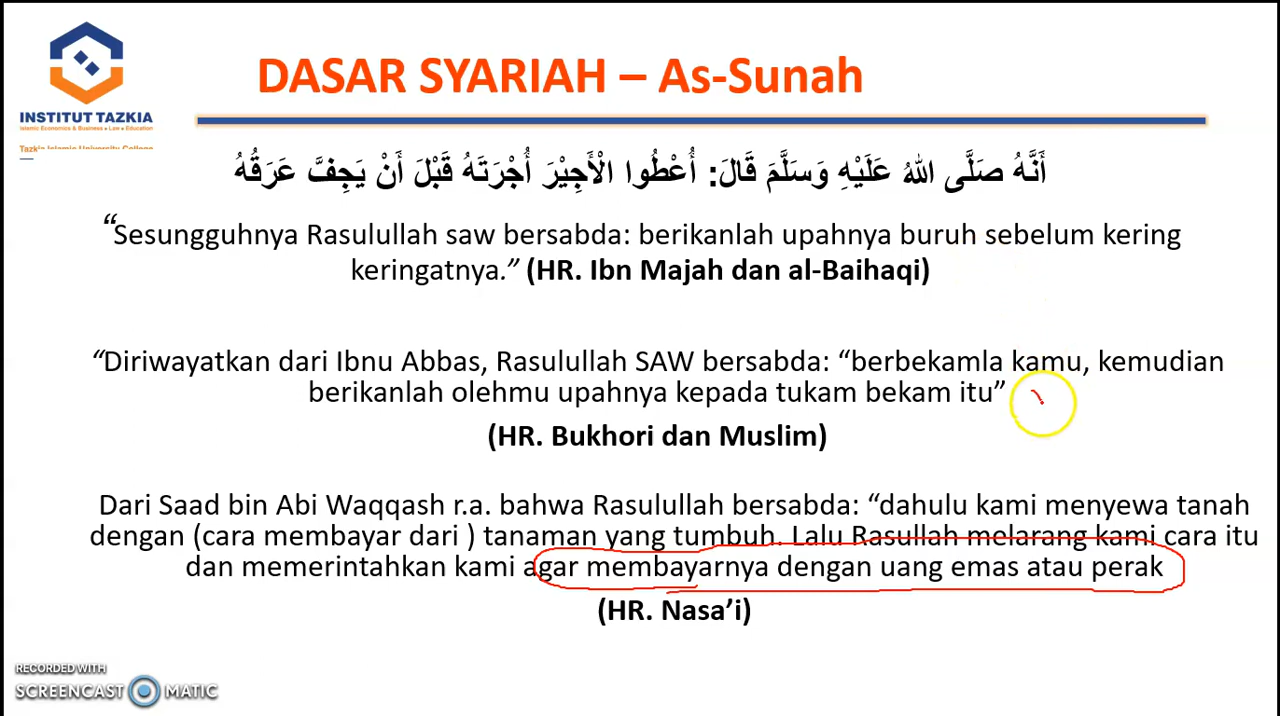 DASAR SYARIAH – As-Sunah
INSTITUT TAZKIA
Islamic Economics & Business • Law • Education
Tazkia Islamic University College
أَنَّهُ صَلَّى اللهُ عَلَيْهِ وَسَلَّمَ قَالَ: أُعْطُوا الْأَجِيْرَ أُجْرَتَهُ قَبْلَ أَنْ يَجِفَّ عَرَقُهُ
“Sesungguhnya Rasulullah saw bersabda: berikanlah upahnya buruh sebelum kering
keringatnya.” (HR. Ibn Majah dan al-Baihaqi)
“Diriwayatkan dari Ibnu Abbas, Rasulullah SAW bersabda: “berbekamla kamu, kemudian
berikanlah olehmu upahnya kepada tukam bekam itu”
(HR. Bukhori dan Muslim)
Dari Saad bin Abi Waqqash r.a. bahwa Rasulullah bersabda: “dahulu kami menyewa tanah
dengan (cara membayar dari ) tanaman yang tumbuh. Lalu Rasullah melarang kami cara itu
dan memerintahkan kami agar membayarnya dengan uang emas atau perak
(HR. Nasa’i)
RECORDED WITH
SCREENCAST MATIC